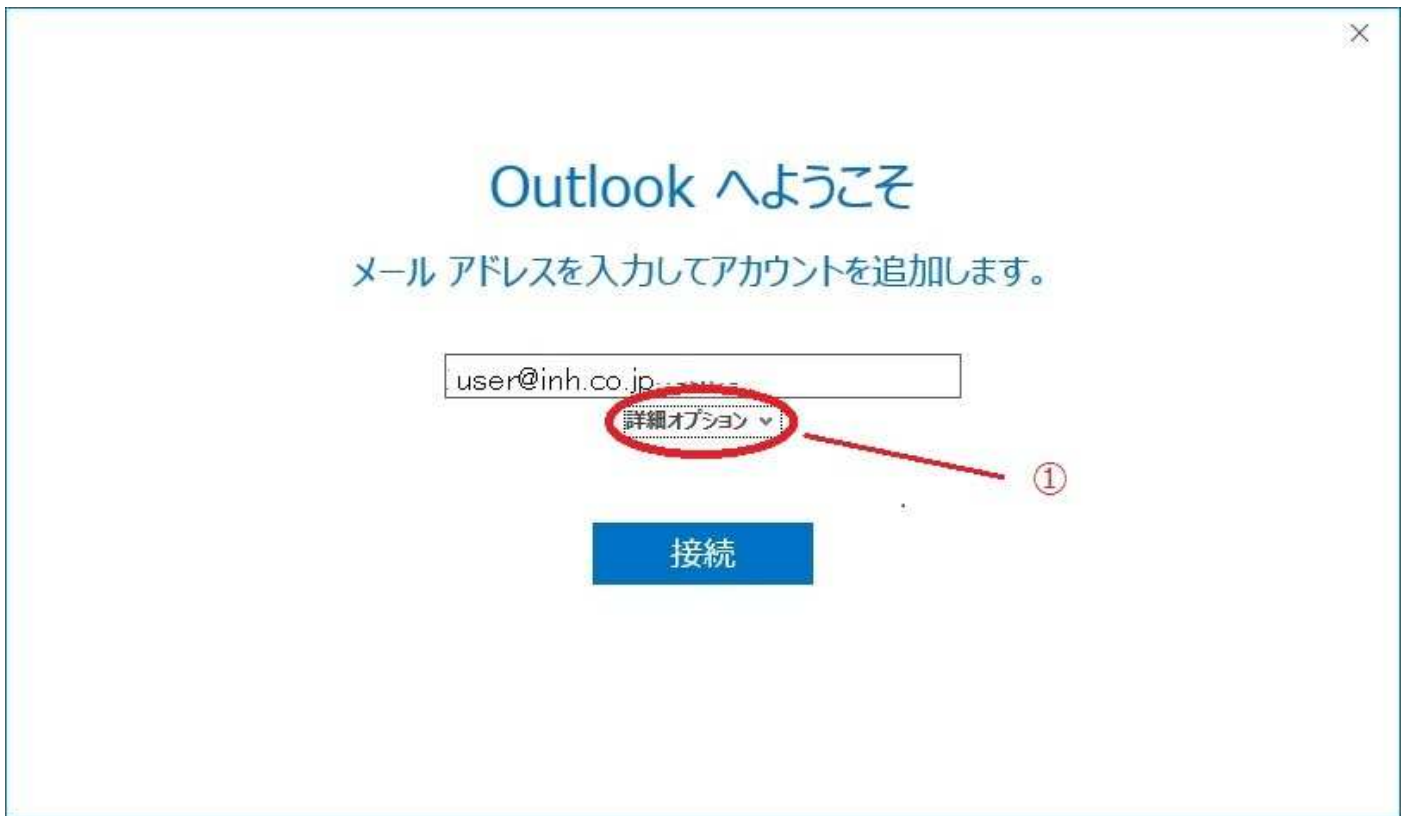 Outlook へようこそ
メール アドレスを入力してアカウントを追加します。
user@inh.co.jp
詳細オプション
①
接続